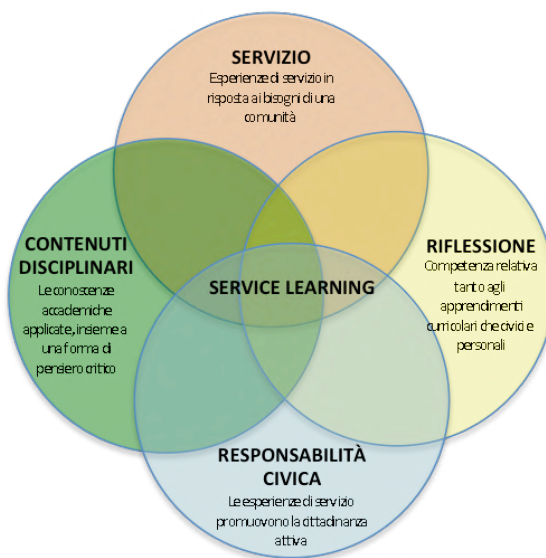 SERVIZIO
Esperienze di servizio in
risposta ai bisogni di una
comunità
CONTENUTI
DISCIPLINARI
Le conoscenze
accademiche
applicate, insieme a
una forma di
pensiero critico
SERVICE LEARNING
RIFLESSIONE
Competenza relativa
tanto agli
apprendimenti
curricolari che civici e
personali
RESPONSABILITÀ
CIVICA
Le esperienze di servizio
promuovono la cittadinanza
attiva